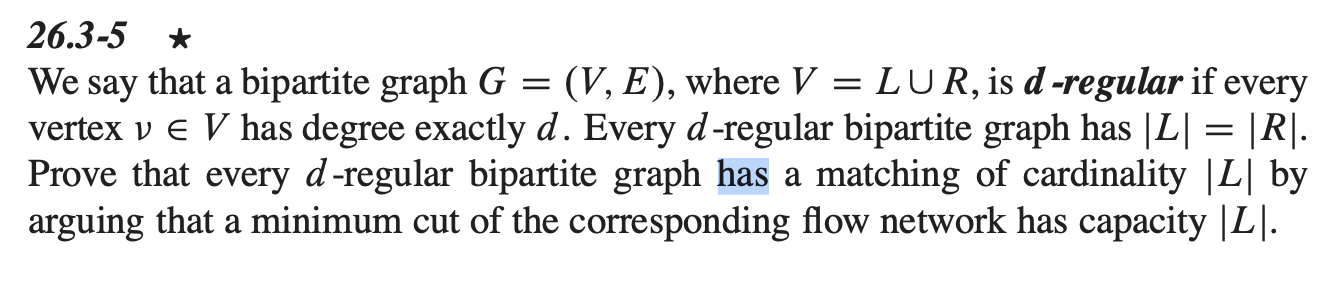 26.3-5 ★
We say that a bipartite graph G = (V, E), where V = L ∪ R, is d-regular if every
vertex v ∈ V has degree exactly d. Every d-regular bipartite graph has |L| = |R|.
Prove that every d-regular bipartite graph has a matching of cardinality |L| by
arguing that a minimum cut of the corresponding flow network has capacity |L|.